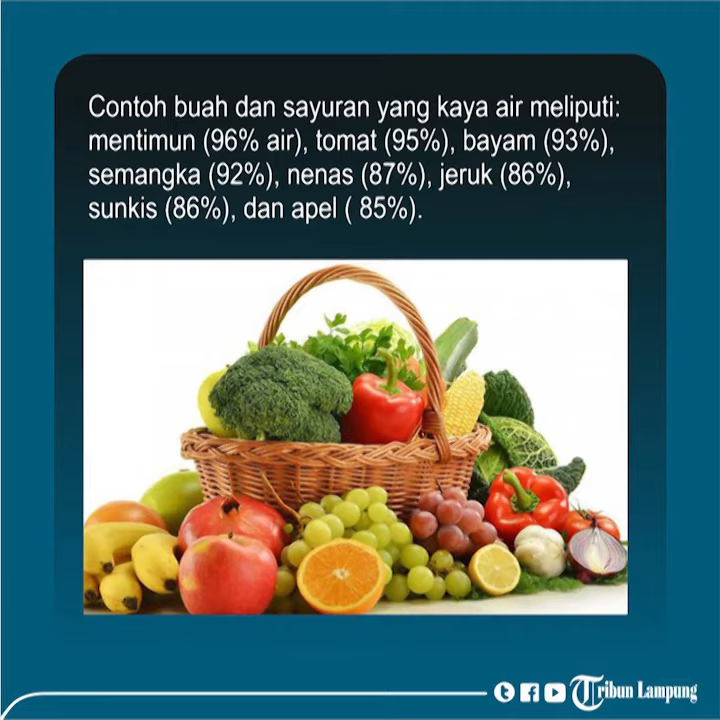 Contoh buah dan sayuran yang kaya air meliputi:
mentimun (96% air), tomat (95%), bayam (93%),
semangka (92%), nenas (87%), jeruk (86%),
sunkis (86%), dan apel ( 85%).
Tribun Lampung